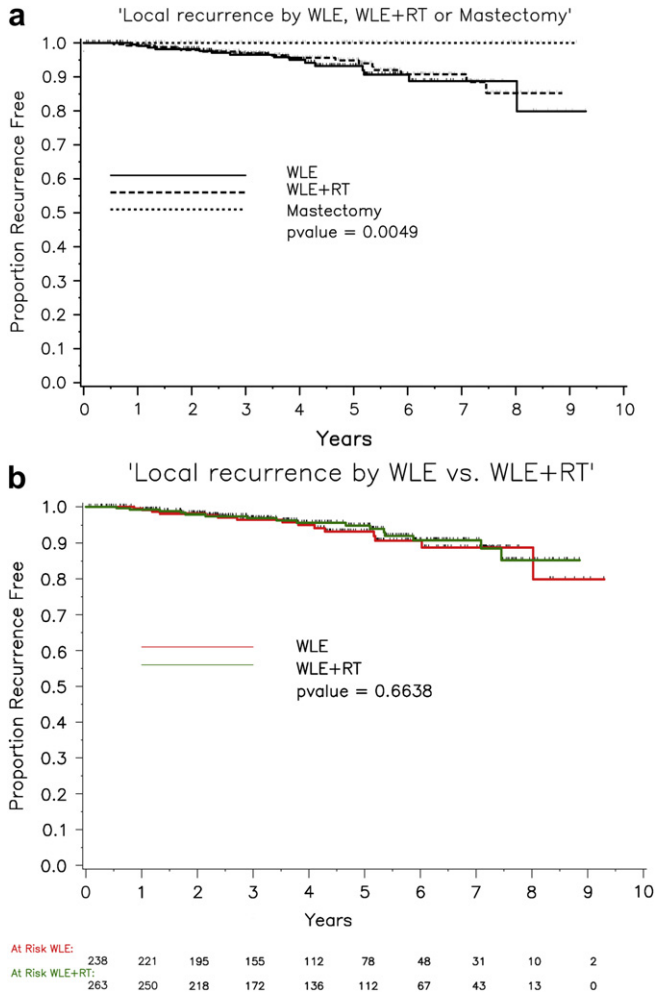 a
'Local recurrence by WLE, WLE+RT or Mastectomy'
Proportion Recurrence Free
1.0
0.9
0.8
0.7
0.6
0.5
0.4
0.3
0.2
0.1
0.0
WLE
WLE+RT
Mastectomy
pvalue = 0.0049
0 1 2 3 4 5 6 7 8 9 10
Years
b
'Local recurrence by WLE vs. WLE+RT'
Proportion Recurrence Free
1.0
0.9
0.8
0.7
0.6
0.5
0.4
0.3
0.2
0.1
0.0
WLE
WLE+RT
pvalue = 0.6638
0 1 2 3 4 5 6 7 8 9 10
Years
At Risk WLE:
238 221 195 155 112 78 48 31 10 2
At Risk WLE+RT:
263 250 218 172 136 112 67 43 13 0